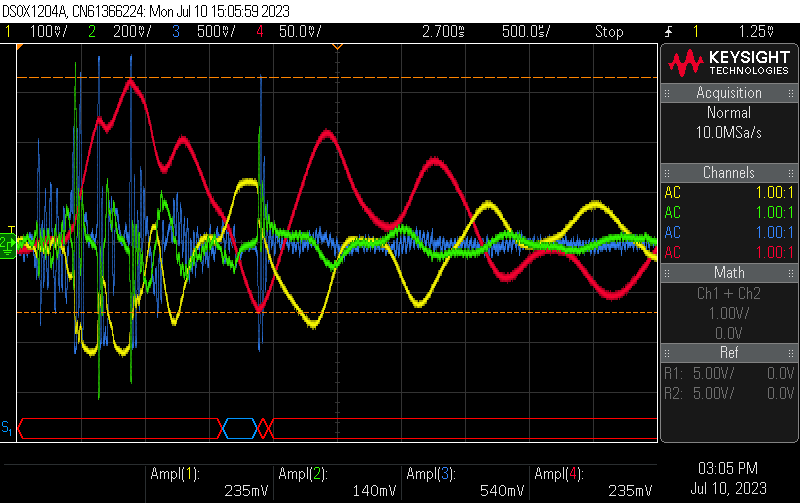 DSOX1204A, CN61366224: Mon Jul 10 15:05:59 2023
1 100V/ 2 200V/ 3 500V/ 4 50.0V/ 2.700s 500.0s/ Stop 1 1.25V
KEYSIGHT
TECHNOLOGIES
Acquisition
Normal
10.0MSa/s
Channels
AC 1.00:1
AC 1.00:1
AC 1.00:1
AC 1.00:1
Math
Ch1 + Ch2
1.00V/
0.0V
Ref
R1: 5.00V/ 0.0V
R2: 5.00V/ 0.0V
T
2
S1
Ampl(1): Ampl(2): Ampl(3): Ampl(4):
235mV 140mV 540mV 235mV
03:05 PM
Jul 10, 2023